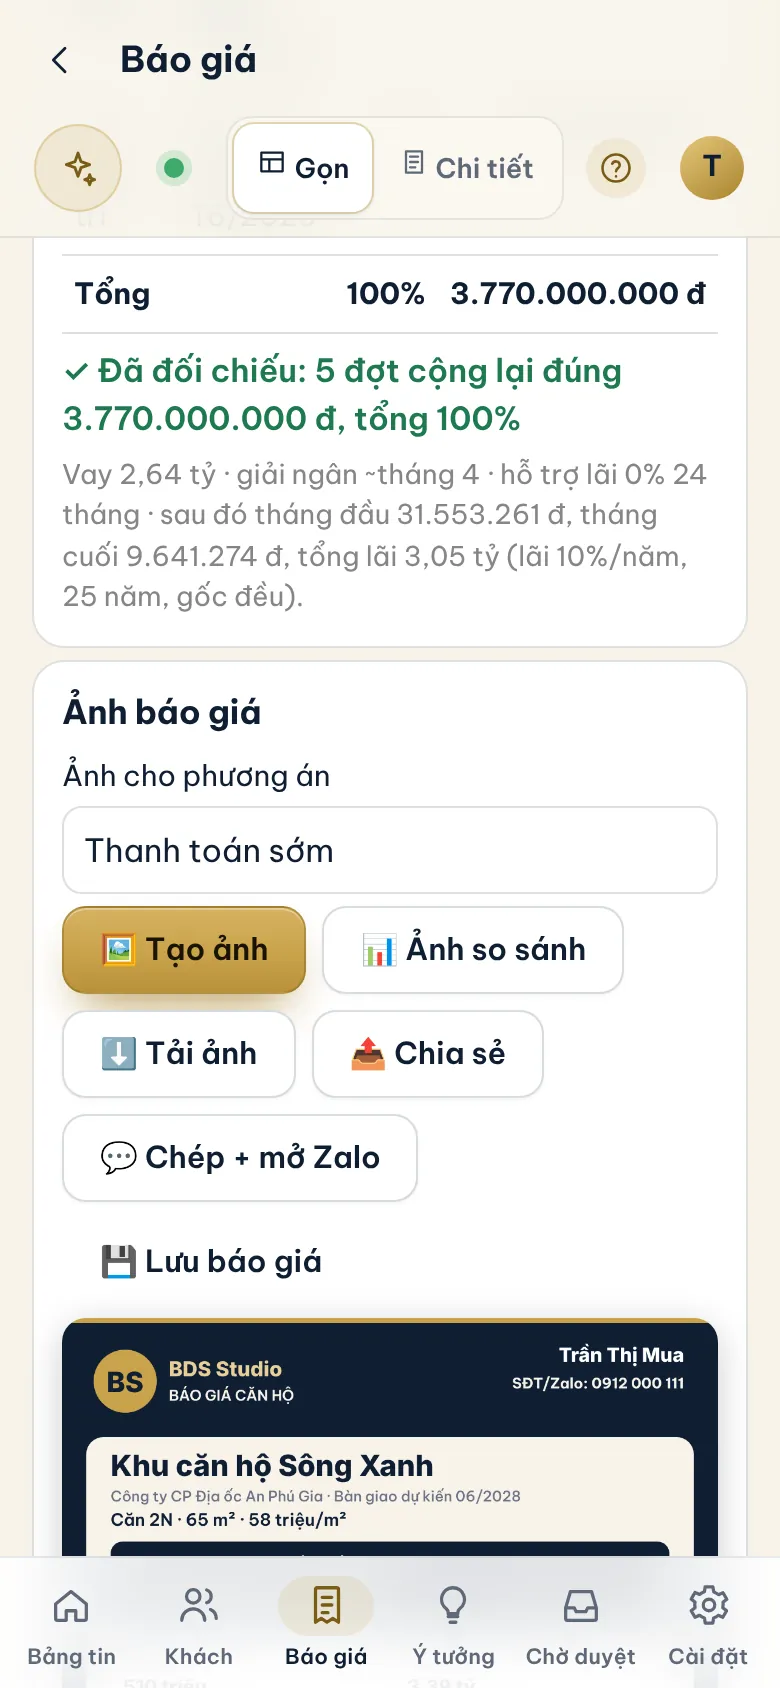 Báo giá
Gọn
Chi tiết
T
Tổng 100% 3.770.000.000 đ
✓ Đã đối chiếu: 5 đợt cộng lại đúng
3.770.000.000 đ, tổng 100%
Vay 2,64 tỷ · giải ngân ~tháng 4 · hỗ trợ lãi 0% 24
tháng · sau đó tháng đầu 31.553.261 đ, tháng
cuối 9.641.274 đ, tổng lãi 3,05 tỷ (lãi 10%/năm,
25 năm, gốc đều).
Ảnh báo giá
Ảnh cho phương án
Thanh toán sớm
Tạo ảnh
Ảnh so sánh
Tải ảnh
Chia sẻ
Chép + mở Zalo
Lưu báo giá
BS
BDS Studio
BÁO GIÁ CĂN HỘ
Trần Thị Mua
SĐT/Zalo: 0912 000 111
Khu căn hộ Sông Xanh
Công ty CP Địa ốc An Phú Gia · Bàn giao dự kiến 06/2028
Căn 2N · 65 m² · 58 triệu/m²
Bảng tin
Khách
Báo giá
Ý tưởng
Chờ duyệt
Cài đặt